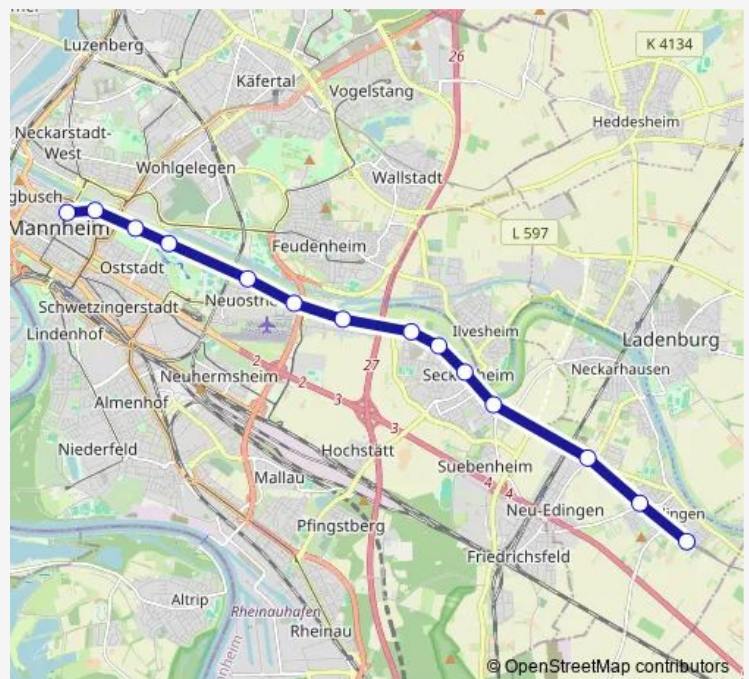 Luzenberg
26
K 4134
Käfertal
Vogelstang
Heddesheim
Neckarstadt-
West
Wohlgelegen
Wallstadt
gbusch
Mannheim
L 597
Feudenheim
Oststadt
Schwetzingerstadt
Lindenhof
Ilvesheim
Ladenburg
27
2
2
Neuhermsheim
Neckarhausen
3
3
Almenhof
Niederfeld
Hochstätt
Suebenheim
Mallau
4
4
Neu-Edingen
Pfingstberg
Friedrichsfeld
Altrip
Rheinauhafen
Rheinau
nheim
© OpenStreetMap contributors